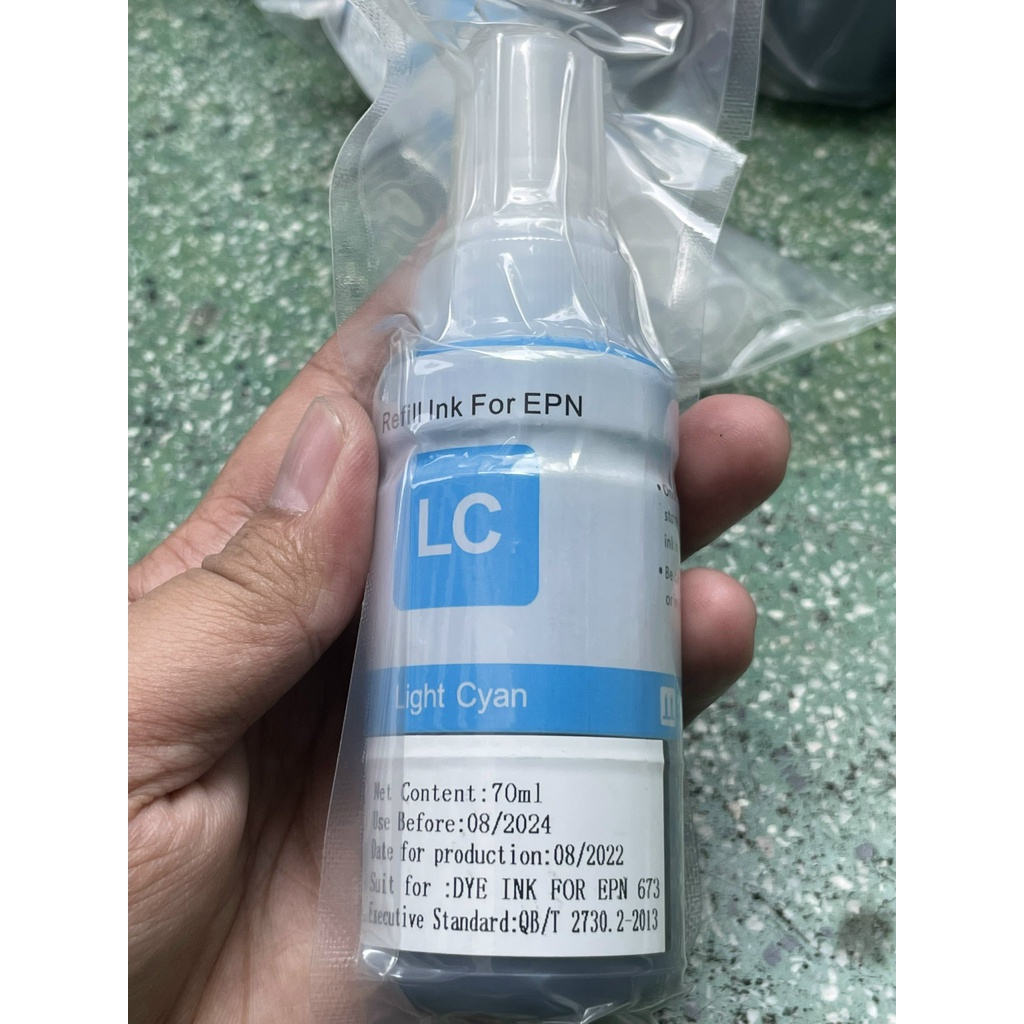 Refill Ink For EPN
LC
Light Cyan
Net Content:70ml
Use Before:08/2024
Date for production:08/2022
Suit for :DYE INK FOR EPN 673
Executive Standard:QB/T 2730.2-2013